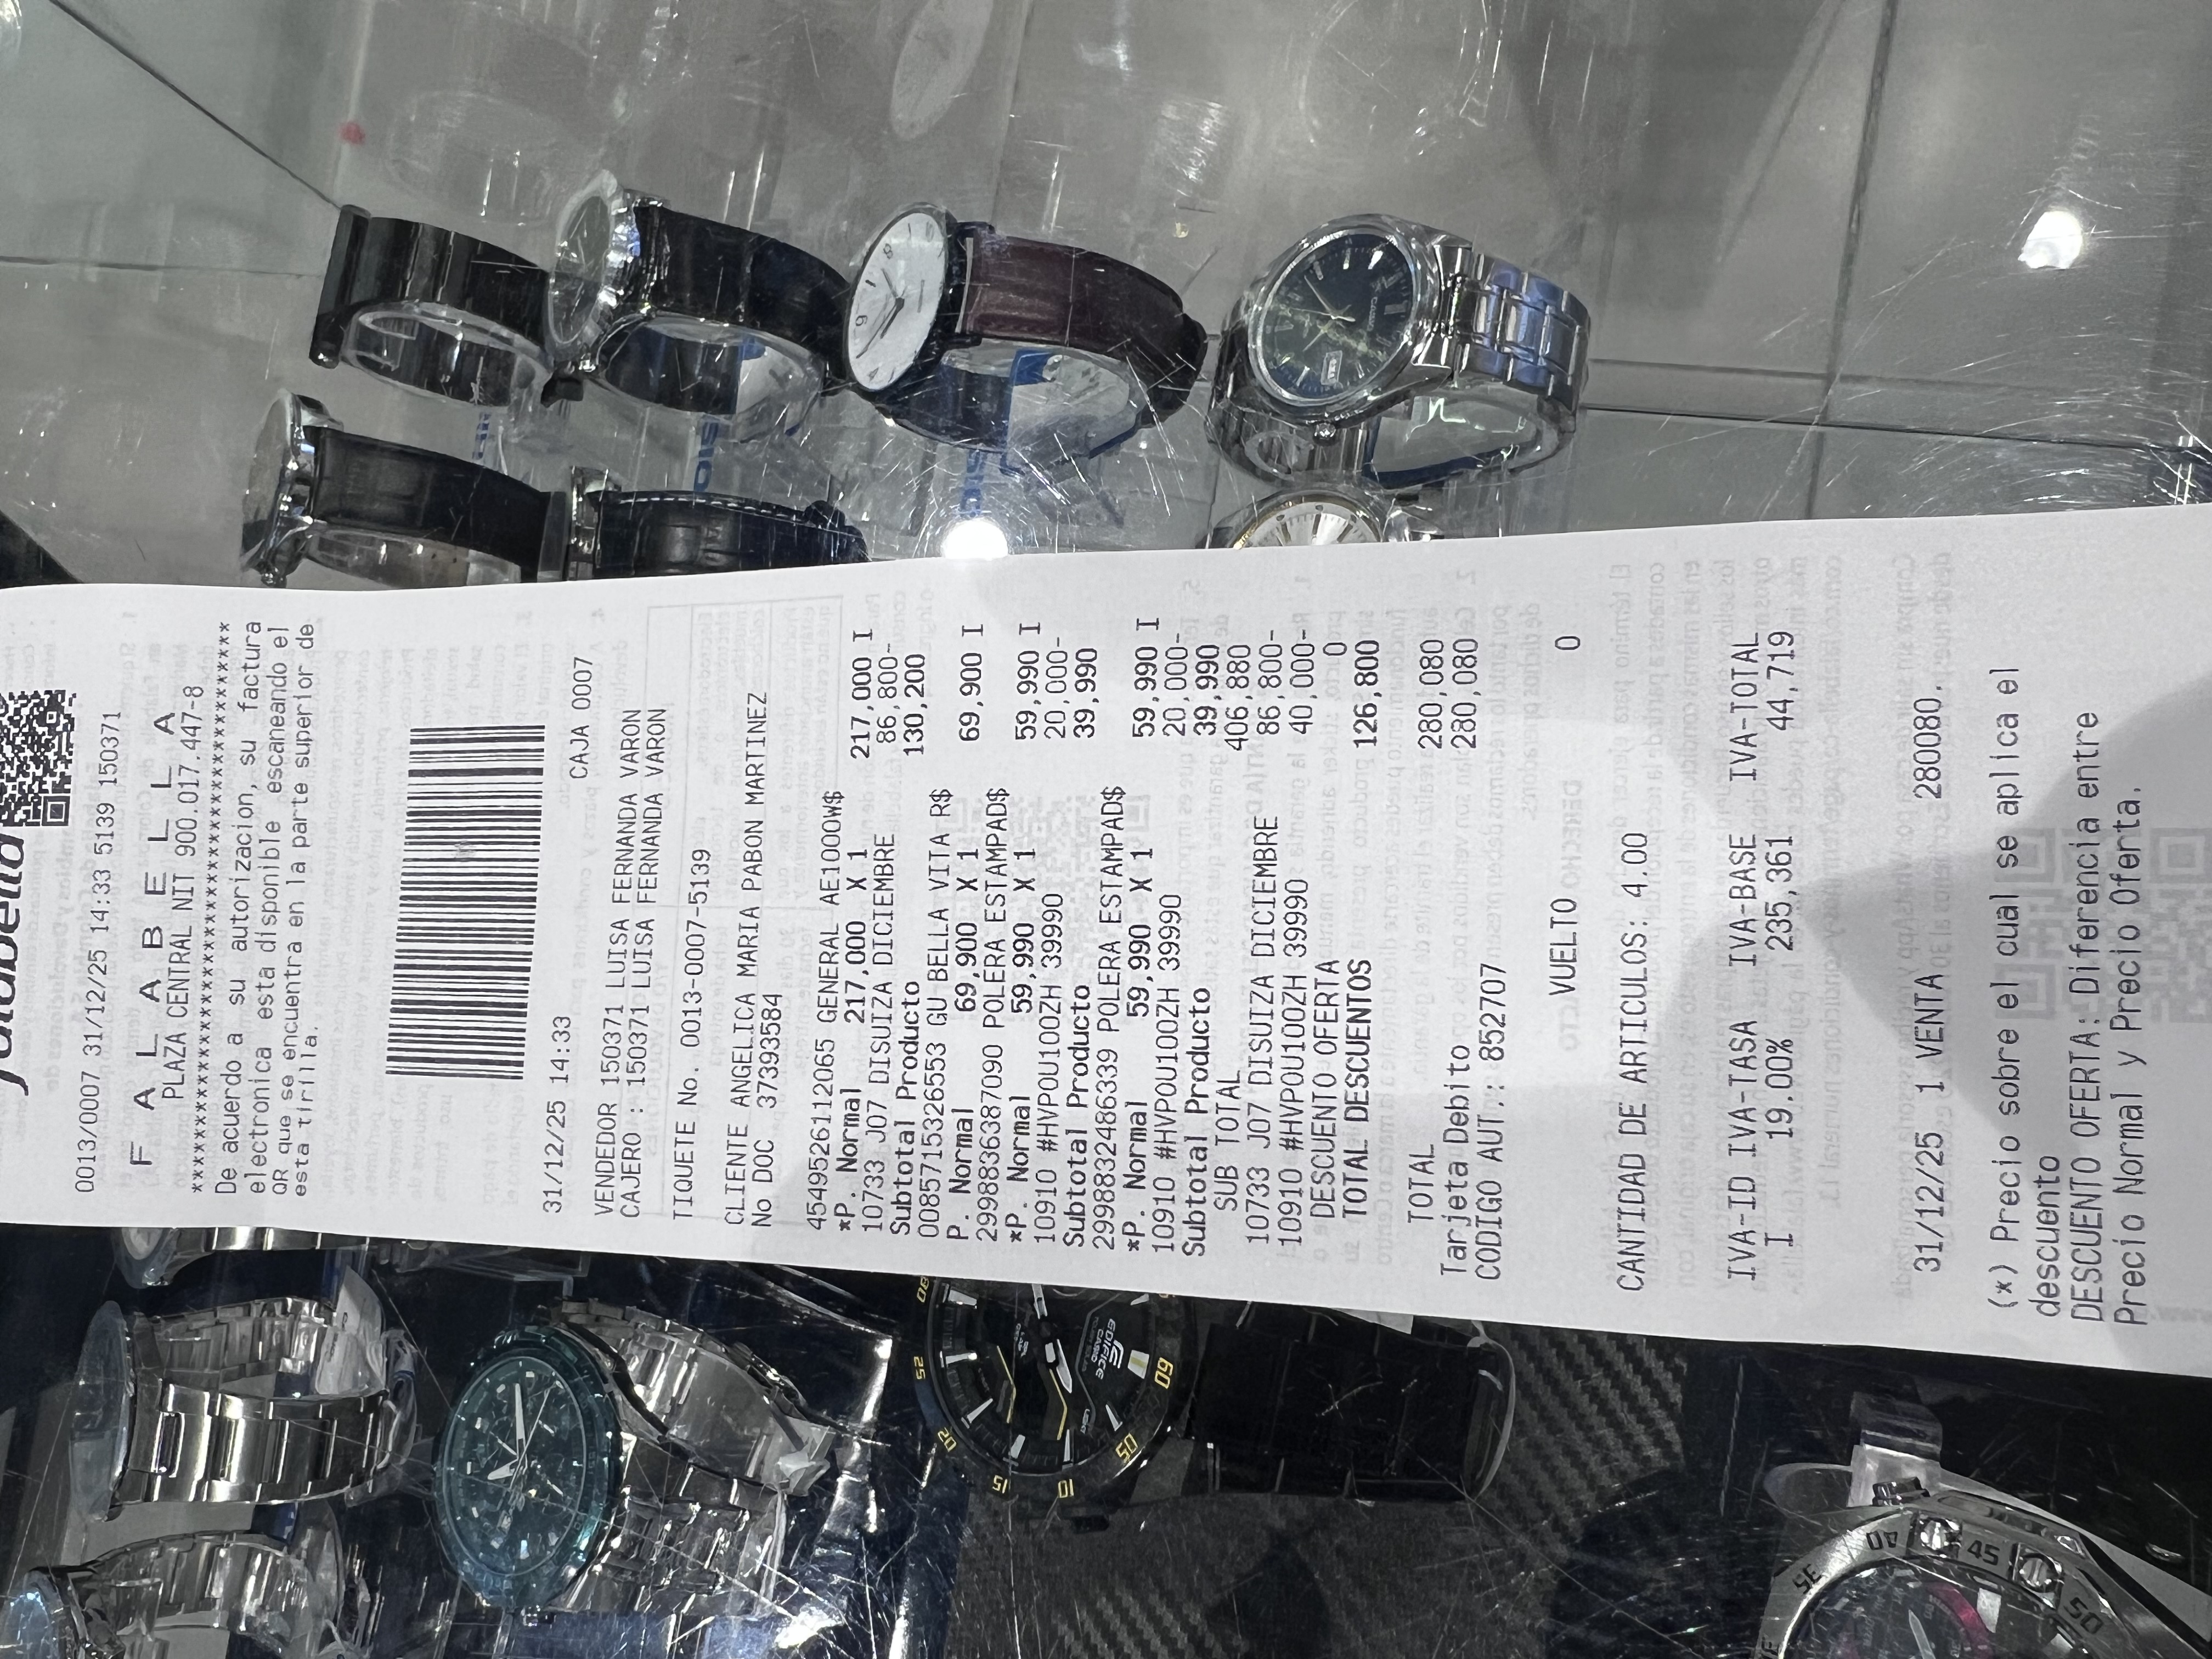 falabella
0013/0007 31/12/25 14:33 5139 150371
F A L A B E L L A
PLAZA CENTRAL NIT 900.017.447-8
****************************************
De acuerdo a su autorizacion, su factura
electronica esta disponible escaneando el
QR que se encuentra en la parte superior de
esta tirilla.
31/12/25 14:33 CAJA 0007
VENDEDOR 150371 LUISA FERNANDA VARON
CAJERO : 150371 LUISA FERNANDA VARON
TIQUETE No. 0013-0007-5139
CLIENTE ANGELICA MARIA PABON MARTINEZ
No DOC 37393584
4549526112065 GENERAL AE1000W$
*P. Normal 217,000 X 1 217,000 I
10733 J07 DISUIZA DICIEMBRE 86,800-
Subtotal Producto 130,200
0085715326553 GU BELLA VITA R$
P. Normal 69,900 X 1 69,900 I
2998836387090 POLERA ESTAMPAD$
*P. Normal 59,990 X 1 59,990 I
10910 #HVPOU100ZH 39990 20,000-
Subtotal Producto 39,990
2998832486339 POLERA ESTAMPAD$
*P. Normal 59,990 X 1 59,990 I
10910 #HVPOU100ZH 39990 20,000-
Subtotal Producto 39,990
SUB TOTAL 406,880
10733 J07 DISUIZA DICIEMBRE 86,800-
10910 #HVPOU100ZH 39990 40,000-
DESCUENTO OFERTA 0
TOTAL DESCUENTOS 126,800
TOTAL 280,080
Tarjeta Debito 280,080
CODIGO AUT.: 852707
VUELTO 0
CANTIDAD DE ARTICULOS: 4.00
IVA-ID IVA-TASA IVA-BASE IVA-TOTAL
I 19.00% 235,361 44,719
31/12/25 1 VENTA 280080.
(*) Precio sobre el cual se aplica el
descuento
DESCUENTO OFERTA: Diferencia entre
Precio Normal y Precio Oferta.
EDIFICE
CASIO
25
20
15
10
05
60
40
45
50